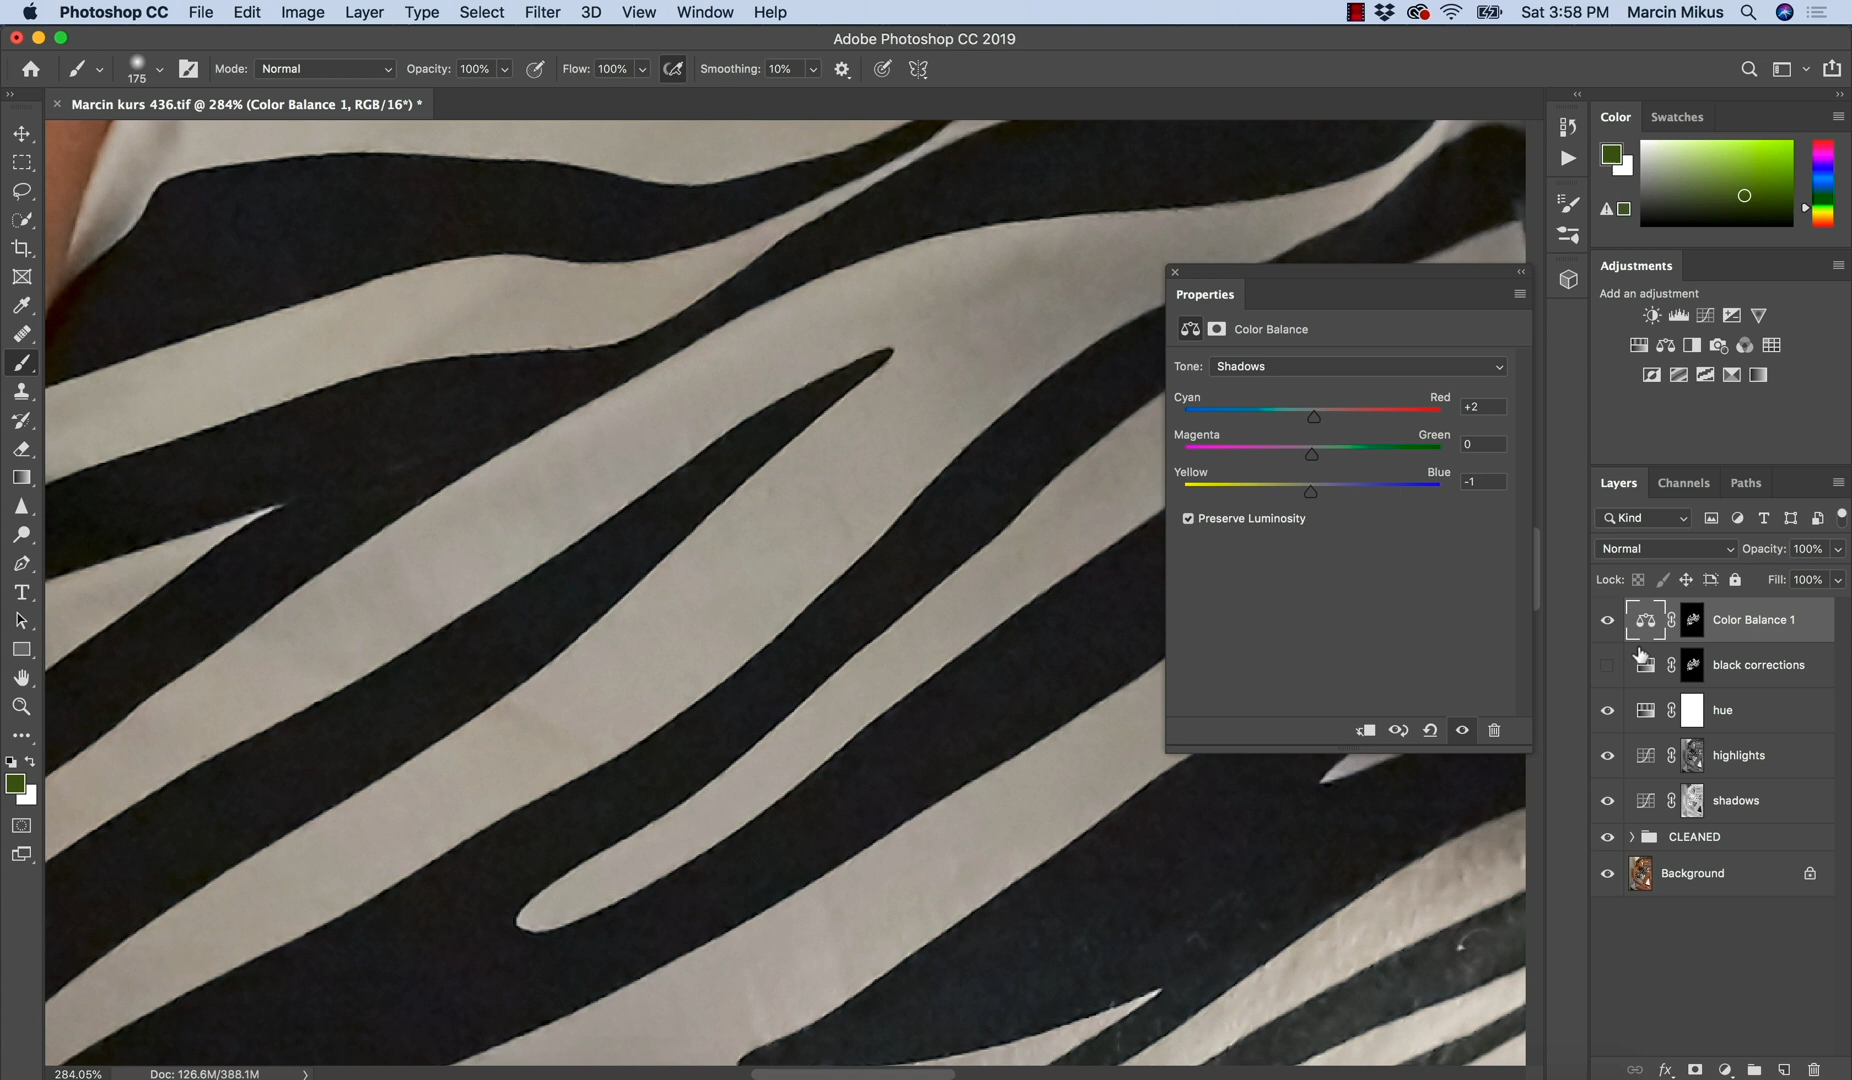 Photoshop CC File Edit Image Layer Type Select Filter 3D View Window Help Sat 3:58 PM Marcin Mikus
Adobe Photoshop CC 2019
175 Mode: Normal Opacity: 100% Flow: 100% Smoothing: 10%
Marcin kurs 436.tif @ 284% (Color Balance 1, RGB/16*) *
Color Swatches
Adjustments
Add an adjustment
Properties
Color Balance
Tone: Shadows
Cyan Red +2
Magenta Green 0
Yellow Blue -1
Preserve Luminosity
Layers Channels Paths
Kind
Normal Opacity: 100%
Lock: Fill: 100%
Color Balance 1
black corrections
hue
highlights
shadows
CLEANED
Background
284.05% Doc: 126.6M/388.1M